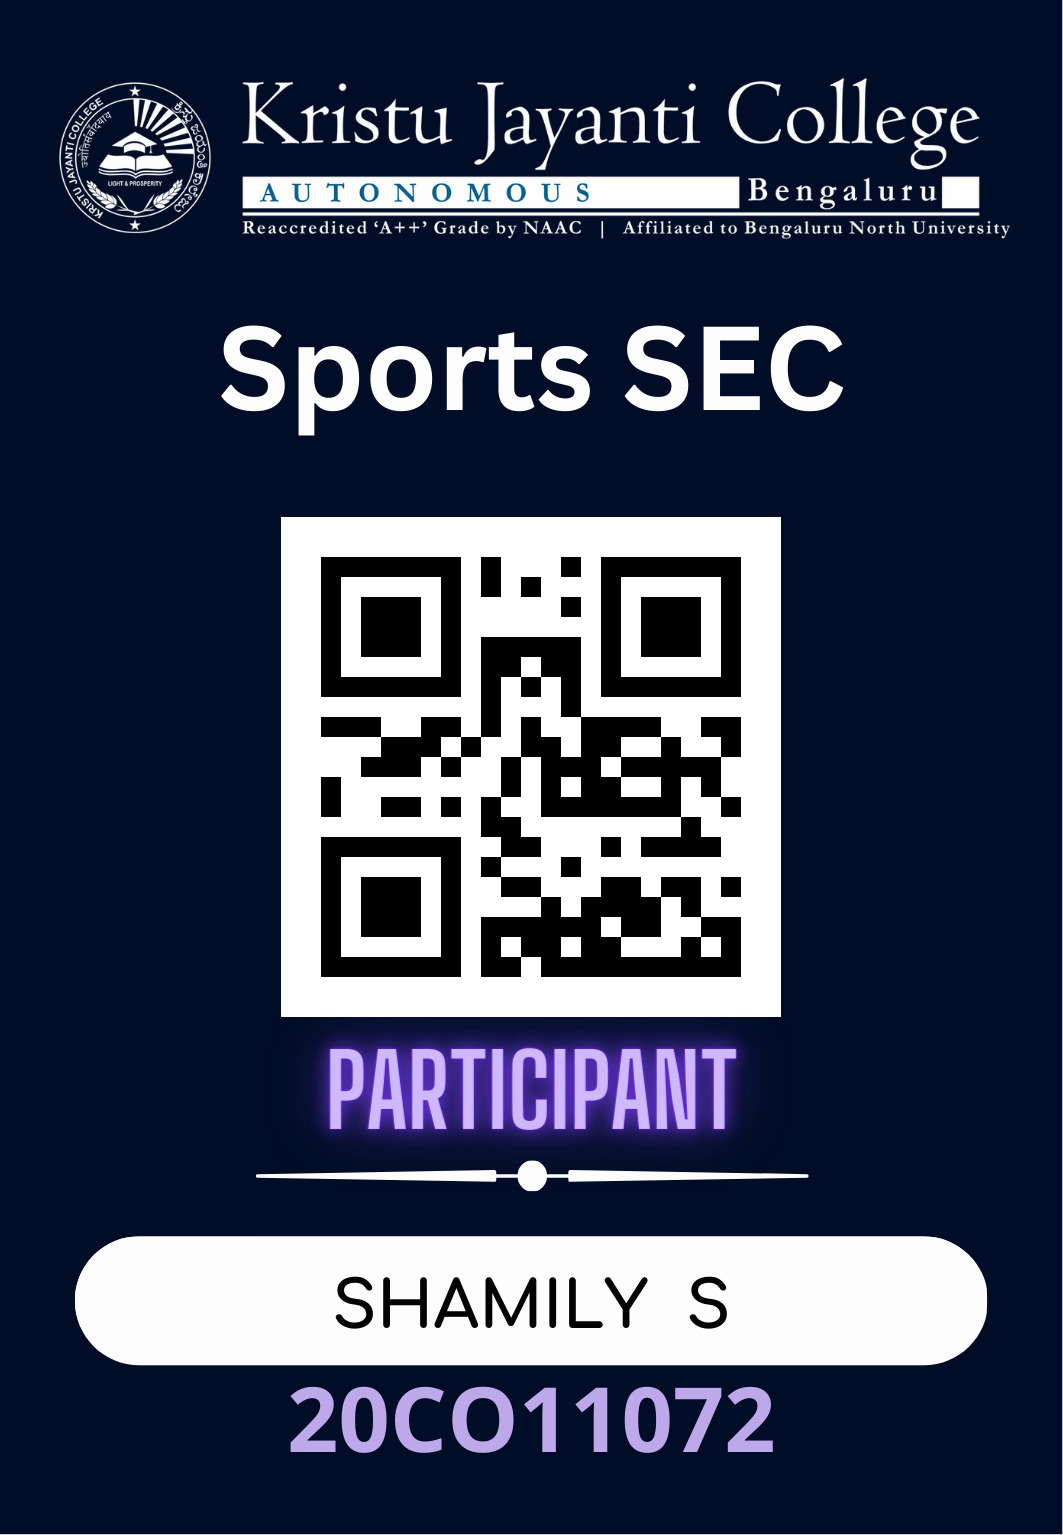 KRISTU JAYANTI COLLEGE
ಕ್ರಿಸ್ತು ಜಯಂತಿ ಕಾಲೇಜು
LIGHT & PROSPERITY
Kristu Jayanti College
AUTONOMOUS Bengaluru
Reaccredited ‘A++’ Grade by NAAC | Affiliated to Bengaluru North University
Sports SEC
PARTICIPANT
SHAMILY S
20CO11072